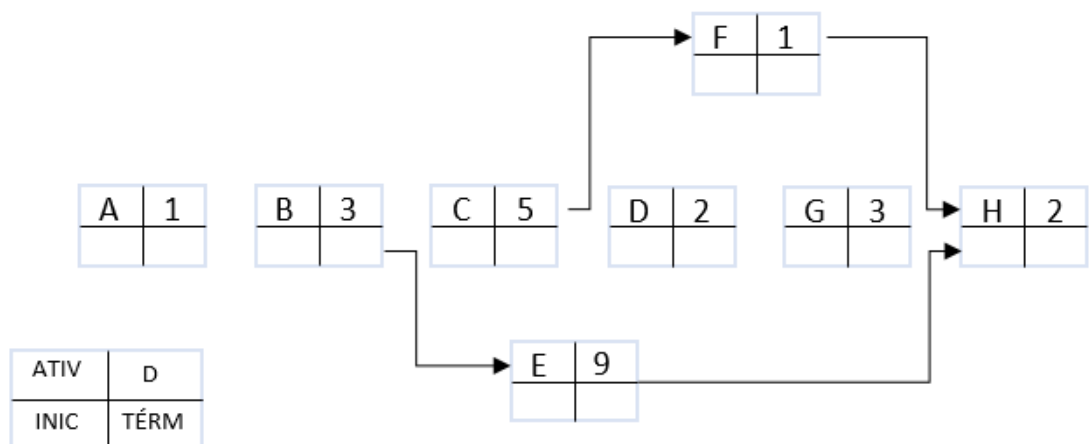 F 1
A 1 B 3 C 5 D 2 G 3 H 2
E 9
ATIV D
INIC TÉRM